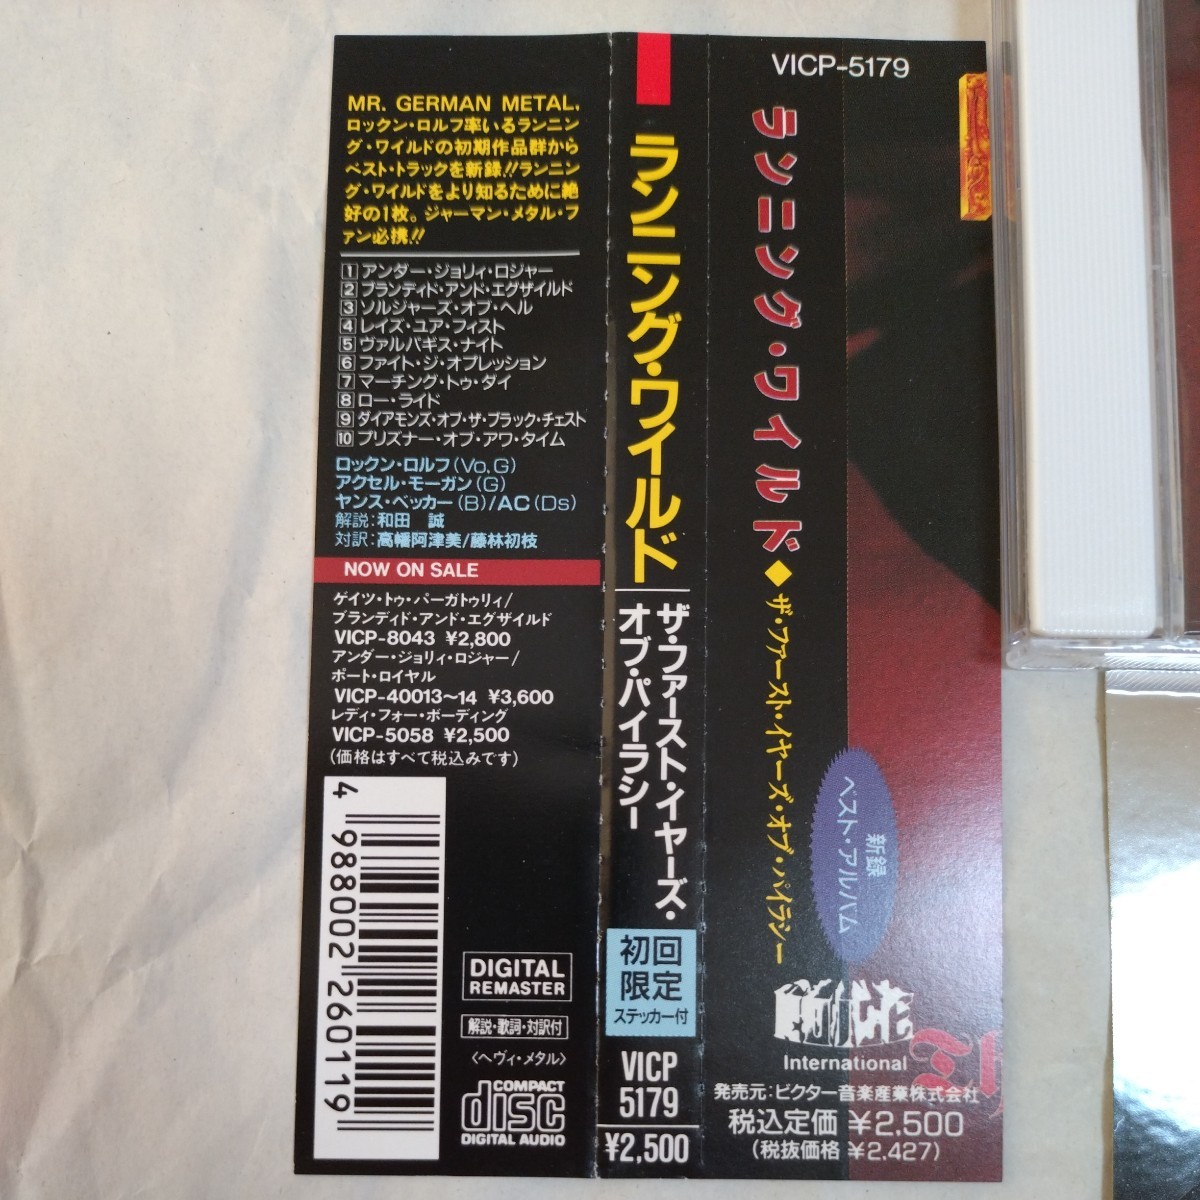 MR. GERMAN METAL,
ロックン・ロルフ率いるランニン
グ・ワイルドの初期作品群から
ベスト・トラックを新録!!ランニン
グ・ワイルドをより知るために絶
好の1枚。ジャーマン・メタル・フ
ァン必携!!
1 アンダー・ジョリィ・ロジャー
2 ブランディド・アンド・エグザイルド
3 ソルジャーズ・オブ・ヘル
4 レイズ・ユア・フィスト
5 ヴァルパギス・ナイト
6 ファイト・ジ・オプレッション
7 マーチング・トゥ・ダイ
8 ロー・ライド
9 ダイアモンズ・オブ・ザ・ブラック・チェスト
10 プリズナー・オブ・アワ・タイム
ロックン・ロルフ(Vo,G)
アクセル・モーガン(G)
ヤンス・ベッカー(B)/AC(Ds)
解説:和田 誠
対訳:高幡阿津美/藤林初枝
NOW ON SALE
ゲイツ・トゥ・パーガトゥリィ/
ブランディド・アンド・エグザイルド
VICP-8043 ¥2,800
アンダー・ジョリィ・ロジャー/
ポート・ロイヤル
VICP-40013〜14 ¥3,600
レディ・フォー・ボーディング
VICP-5058 ¥2,500
(価格はすべて税込みです)
4 988002 260119
DIGITAL
REMASTER
解説・歌詞・対訳付
〈ヘヴィ・メタル〉
COMPACT
disc
DIGITAL AUDIO
ランニング・ワイルド
ザ・ファースト・イヤーズ・
オブ・パイラシー
初回
限定
ステッカー付
VICP
5179
¥2,500
VICP-5179
ランニング・ワイルド◆ザ・ファースト・イヤーズ・オブ・パイラシー
新録
ベスト・アルバム
International
発売元:ビクター音楽産業株式会社
税込定価 ¥2,500
(税抜価格 ¥2,427)